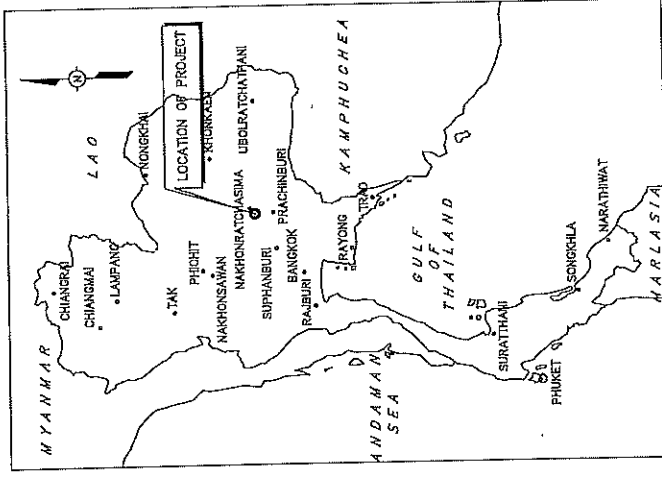 MYANMAR
LAO
N
CHIANGRAI
CHIANGMAI
LAMPANG
NONGKHAI
LOCATION OF PROJECT
TAK
PHICHIT
KHONKAEN
NAKHONSAWAN
NAKHONRATCHASIMA
UBOLRATCHATHANI
SUPHANBURI
PRACHINBURI
BANGKOK
RAJBURI
RAYONG
KAMPHUCHEA
TRAD
GULF
OF
THAILAND
ANDAMAN
SEA
SURATTHANI
PHUKET
SONGKHLA
NARATHIWAT
MARLASIA